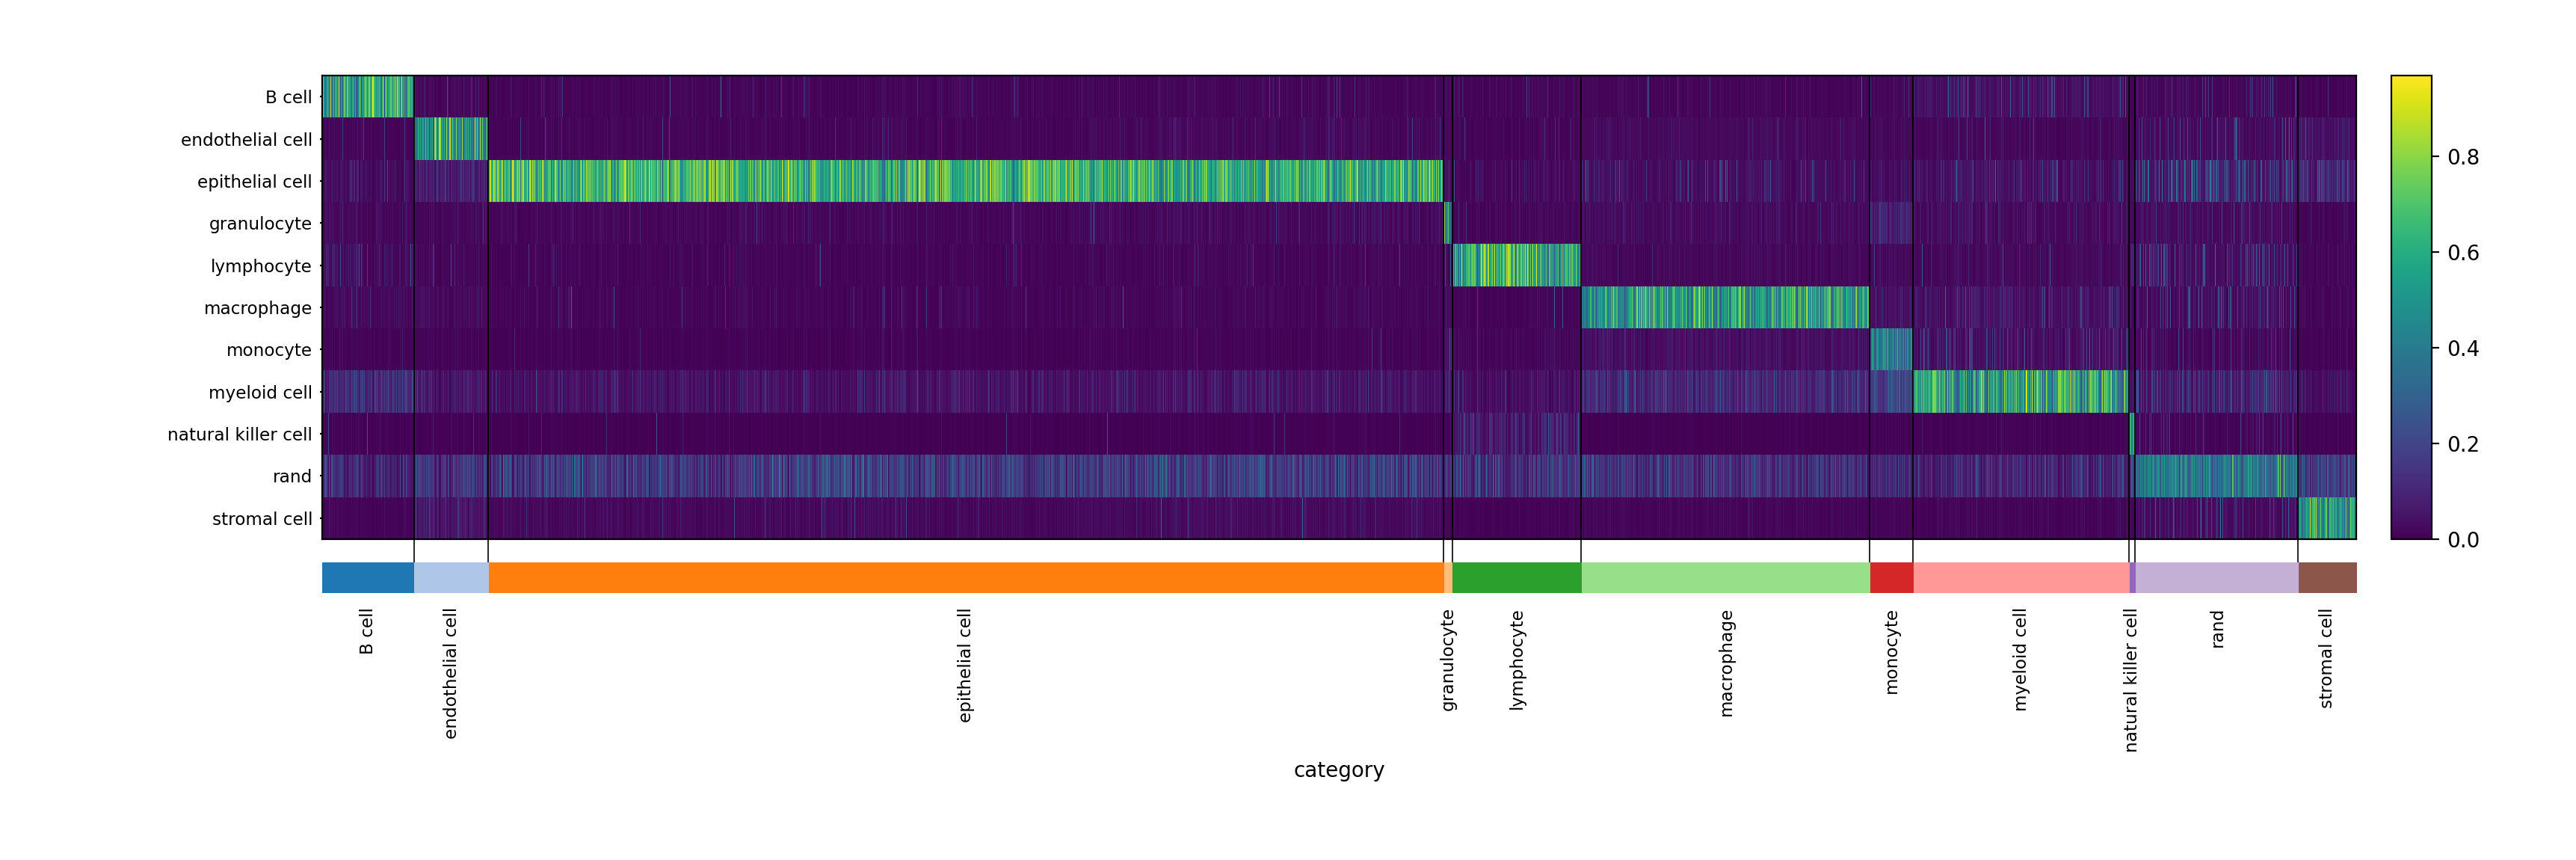 B cell
endothelial cell
epithelial cell
granulocyte
lymphocyte
macrophage
monocyte
myeloid cell
natural killer cell
rand
stromal cell
0.8
0.6
0.4
0.2
0.0
B cell
endothelial cell
epithelial cell
granulocyte
lymphocyte
macrophage
monocyte
myeloid cell
natural killer cell
rand
stromal cell
category